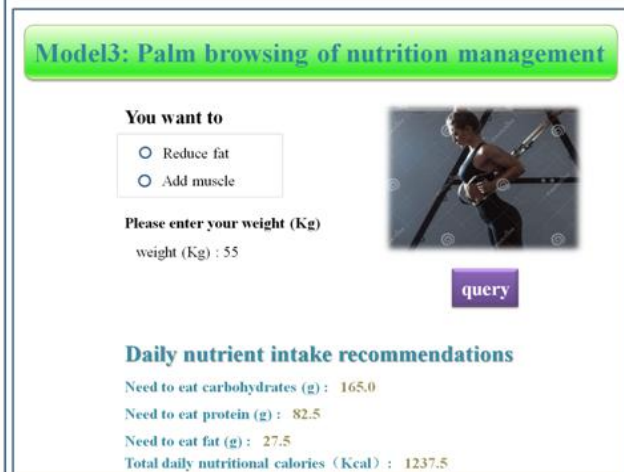 Model3: Palm browsing of nutrition management
You want to
Reduce fat
Add muscle
Please enter your weight (Kg)
weight (Kg) : 55
query
Daily nutrient intake recommendations
Need to eat carbohydrates (g) : 165.0
Need to eat protein (g) : 82.5
Need to eat fat (g) : 27.5
Total daily nutritional calories（Kcal）: 1237.5